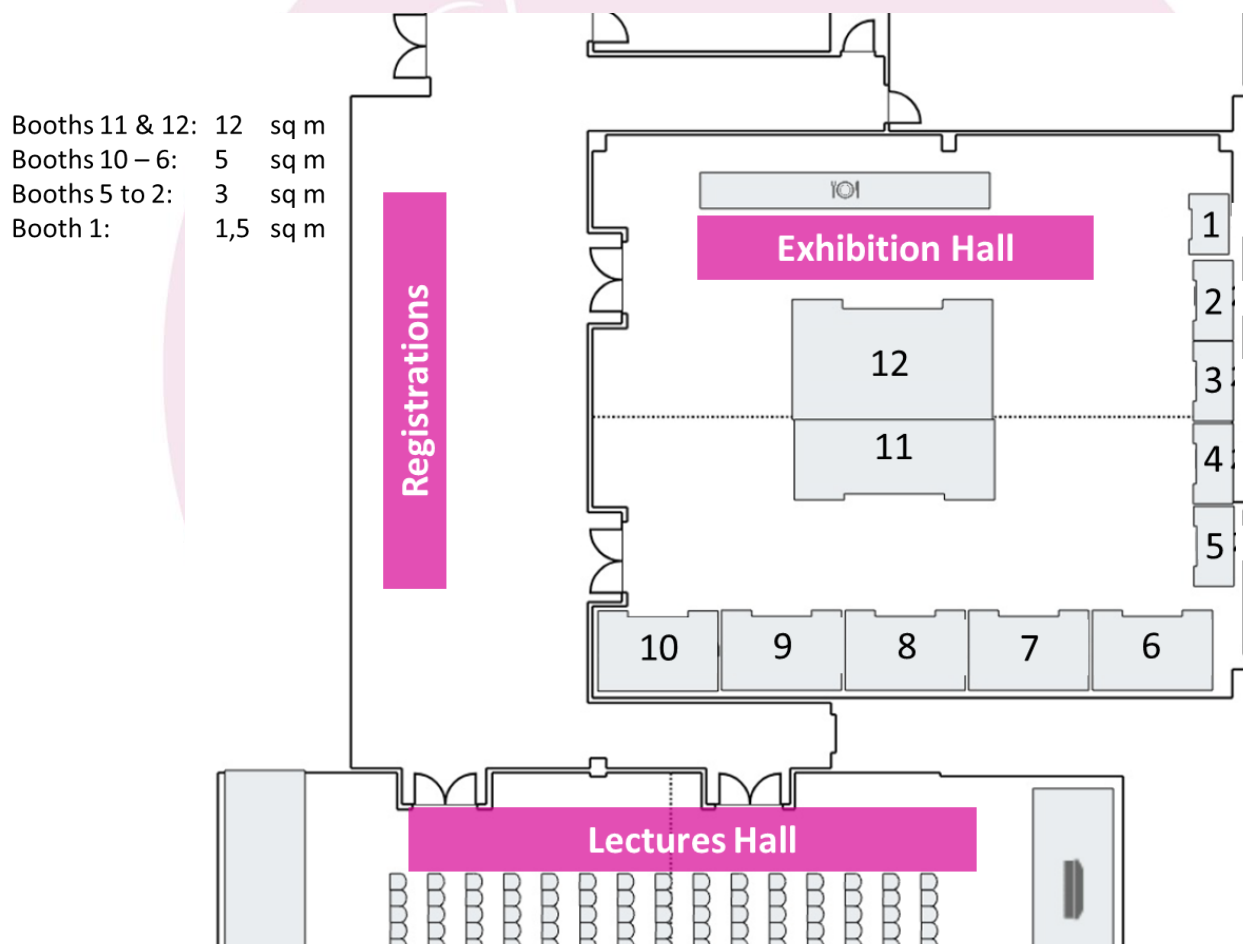 Booths 11 & 12: 12 sq m
Booths 10 – 6: 5 sq m
Booths 5 to 2: 3 sq m
Booth 1: 1,5 sq m
Registrations
Exhibition Hall
1
2
3
4
5
12
11
10 9 8 7 6
Lectures Hall